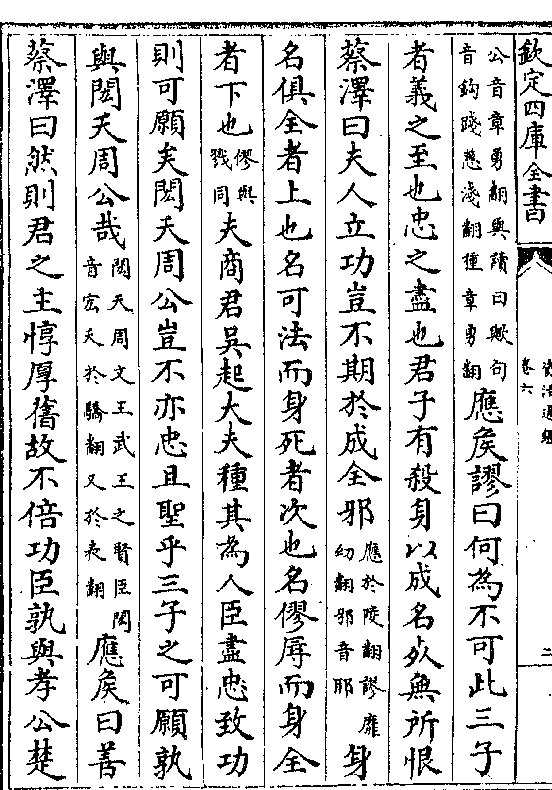 欽定四庫全書
資治通鑑
卷六
二
公音章勇翻與讀曰歟句
音鈎踐慈淺翻種章勇翻
應侯謬曰何為不可此三子
者義之至也忠之盡也君子有殺身以成名死無所恨
蔡澤曰夫人立功豈不期於成全邪
應於陵翻謬靡
幼翻邪音耶
身
名俱全者上也名可法而身死者次也名僇辱而身全
者下也
僇與
戮同
夫商君吳起大夫種其為人臣盡忠致功
則可願矣閎夭周公豈不亦忠且聖乎三子之可願孰
與閎夭周公哉
閎夭周文王武王之賢臣閎
音宏夭於驕翻又於表翻
應侯曰善
蔡澤曰然則君之主惇厚舊故不倍功臣孰與孝公楚